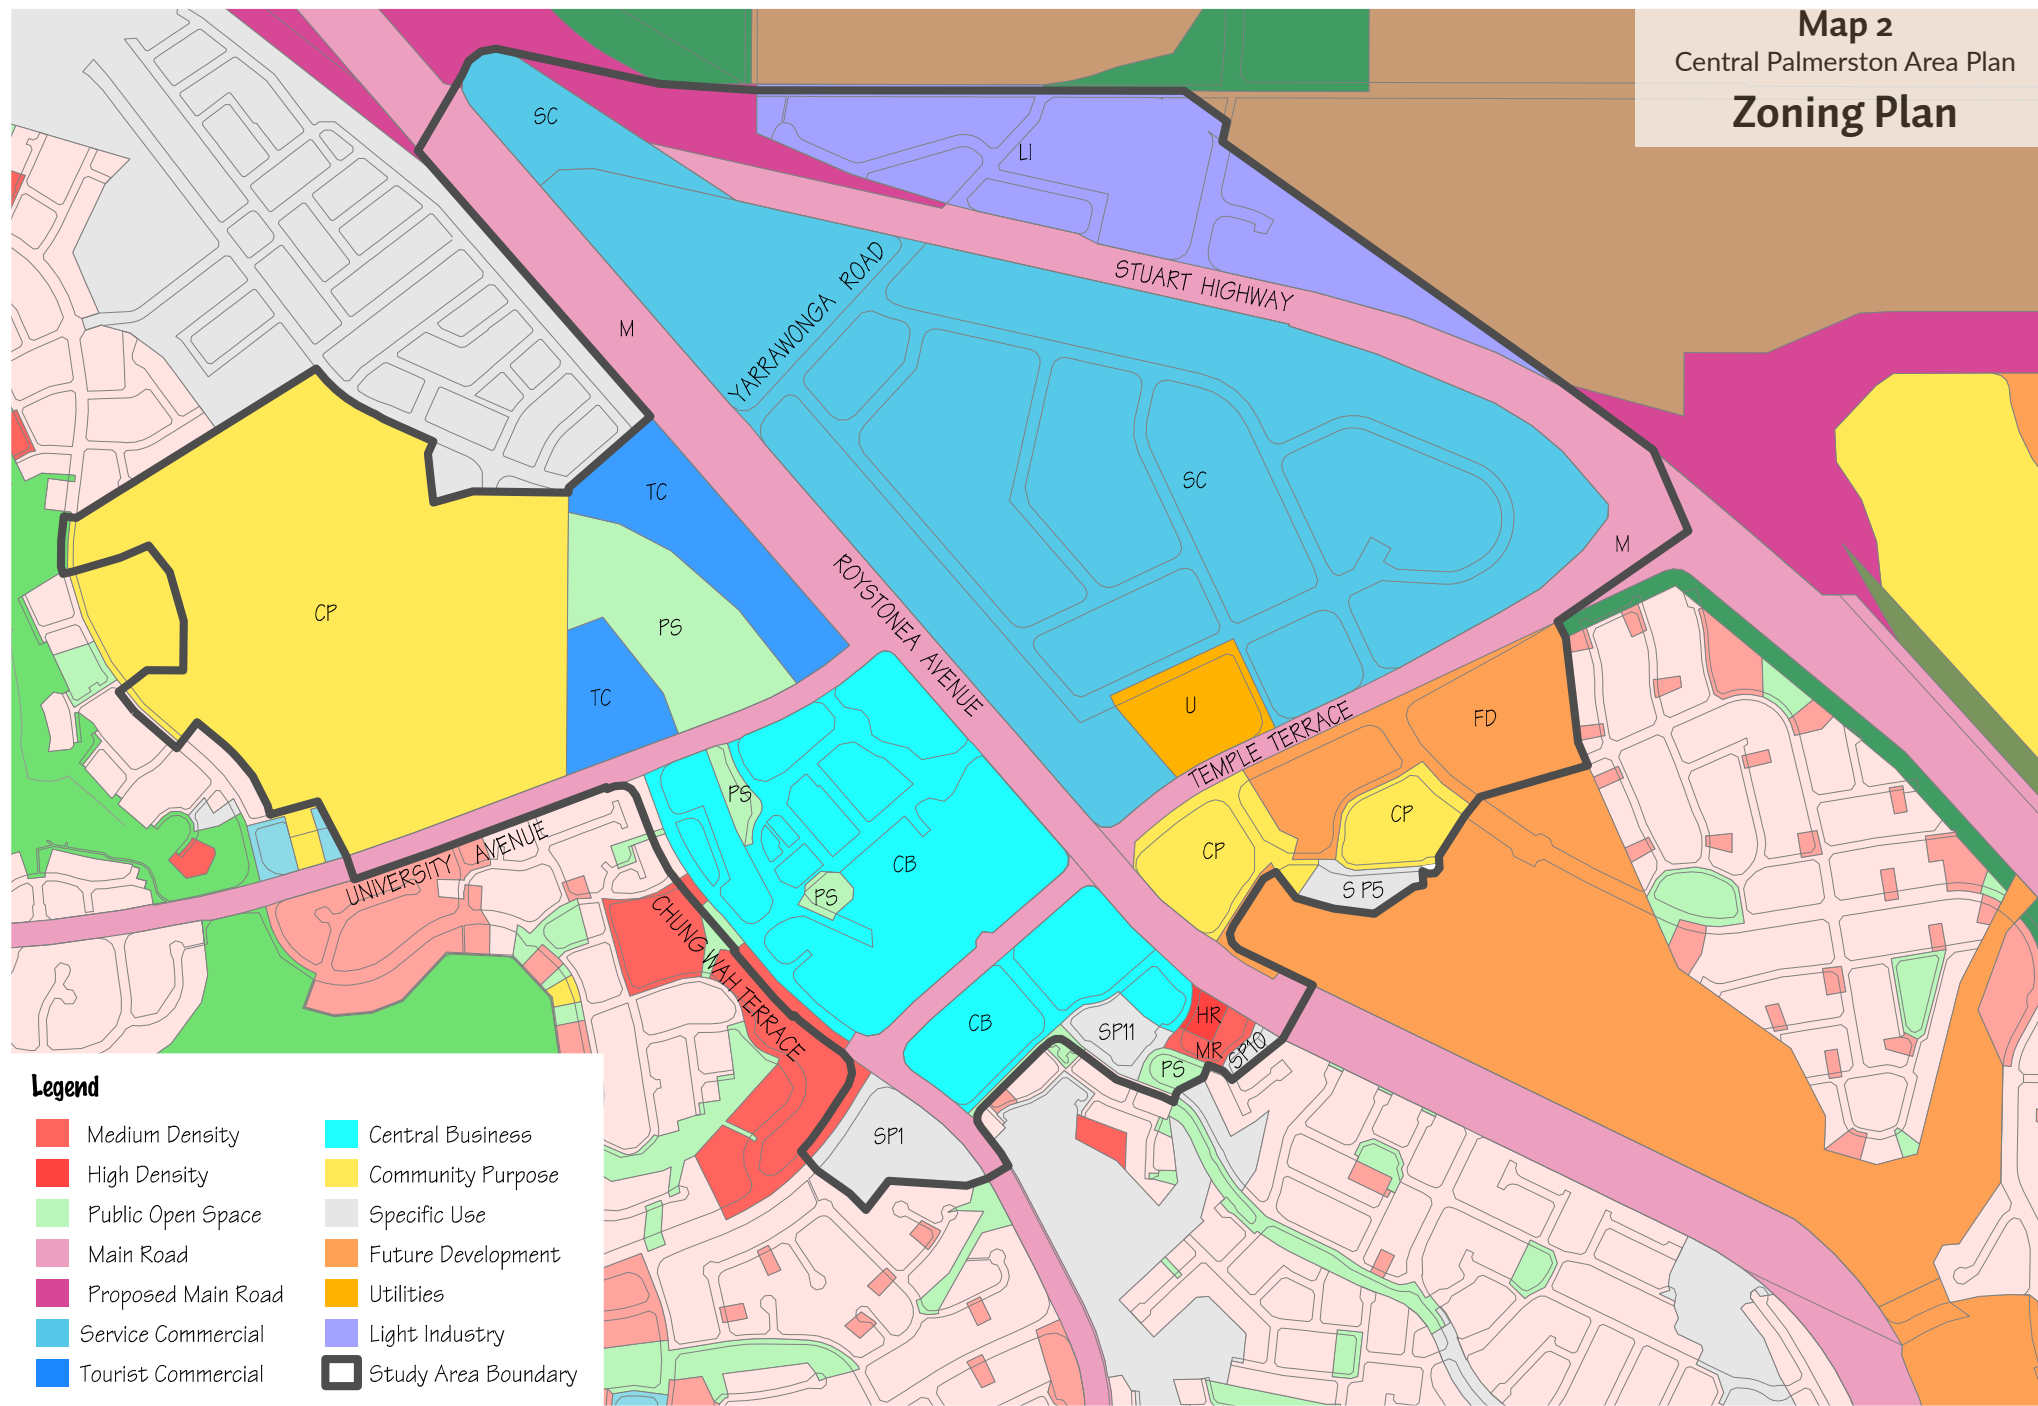 Map 2
Central Palmerston Area Plan
Zoning Plan
SC
LI
STUART HIGHWAY
YARRAWONGA ROAD
M
SC
TC
M
ROYSTONEA AVENUE
CP
PS
TC
U
TEMPLE TERRACE
FD
PS
CP
CP
CB
S P5
PS
UNIVERSITY AVENUE
CHUNG WAH TERRACE
CB
SP11
HR
MR
SP10
PS
SP1
Legend
Medium Density
High Density
Public Open Space
Main Road
Proposed Main Road
Service Commercial
Tourist Commercial
Central Business
Community Purpose
Specific Use
Future Development
Utilities
Light Industry
Study Area Boundary